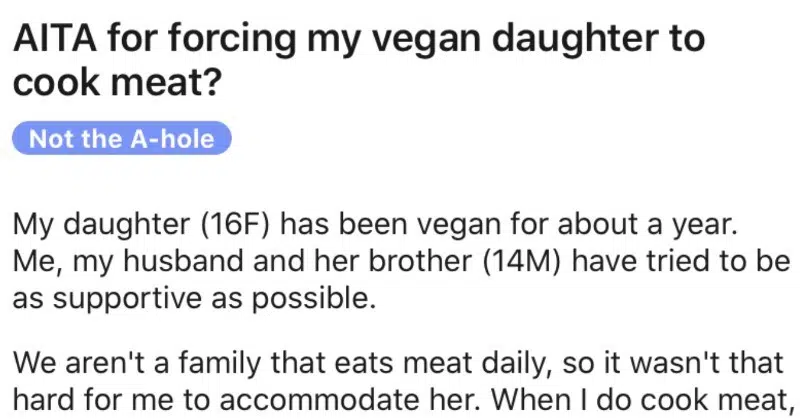 AITA for forcing my vegan daughter to
cook meat?
Not the A-hole
My daughter (16F) has been vegan for about a year.
Me, my husband and her brother (14M) have tried to be
as supportive as possible.
We aren't a family that eats meat daily, so it wasn't that
hard for me to accommodate her. When I do cook meat,